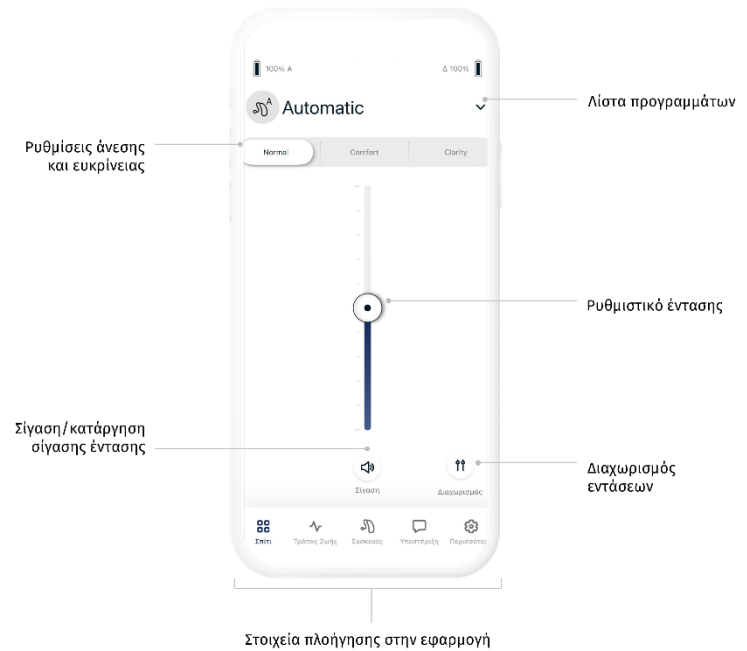 100% A
Δ 100%
Automatic
Λίστα προγραμμάτων
Ρυθμίσεις άνεσης
και ευκρίνειας
Normal
Comfort
Clarity
Ρυθμιστικό έντασης
Σίγαση/κατάργηση
σίγασης έντασης
Σίγαση
Διαχωρισμός
Διαχωρισμός
εντάσεων
Σπίτι
Τρόπος Ζωής
Συσκευές
Υποστήριξη
Περισσότε
Στοιχεία πλοήγησης στην εφαρμογή